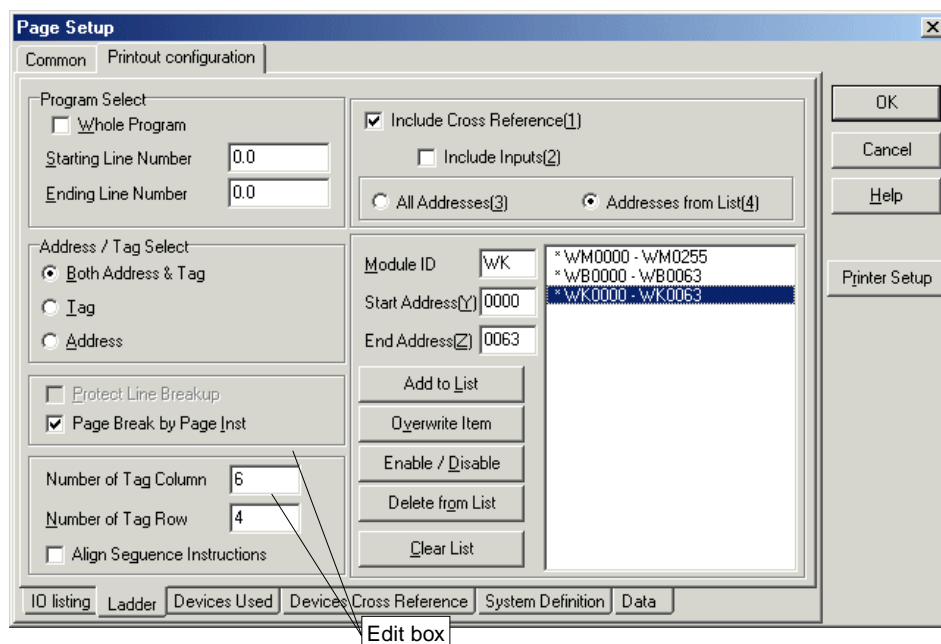 Page Setup
Common
Printout configuration
Program Select
Whole Program
Starting Line Number
0.0
Ending Line Number
0.0
Address / Tag Select
Both Address & Tag
Tag
Address
Protect Line Breakup
Page Break by Page Inst
Number of Tag Column
6
Number of Tag Row
4
Align Sequence Instructions
Include Cross Reference(1)
Include Inputs(2)
All Addresses(3)
Addresses from List(4)
Module ID
WK
Start Address(Y)
0000
End Address(Z)
0063
* WM0000 - WM0255
* WB0000 - WB0063
* WK0000 - WK0063
Add to List
Overwrite Item
Enable / Disable
Delete from List
Clear List
OK
Cancel
Help
Printer Setup
IO listing
Ladder
Devices Used
Devices Cross Reference
System Definition
Data
Edit box